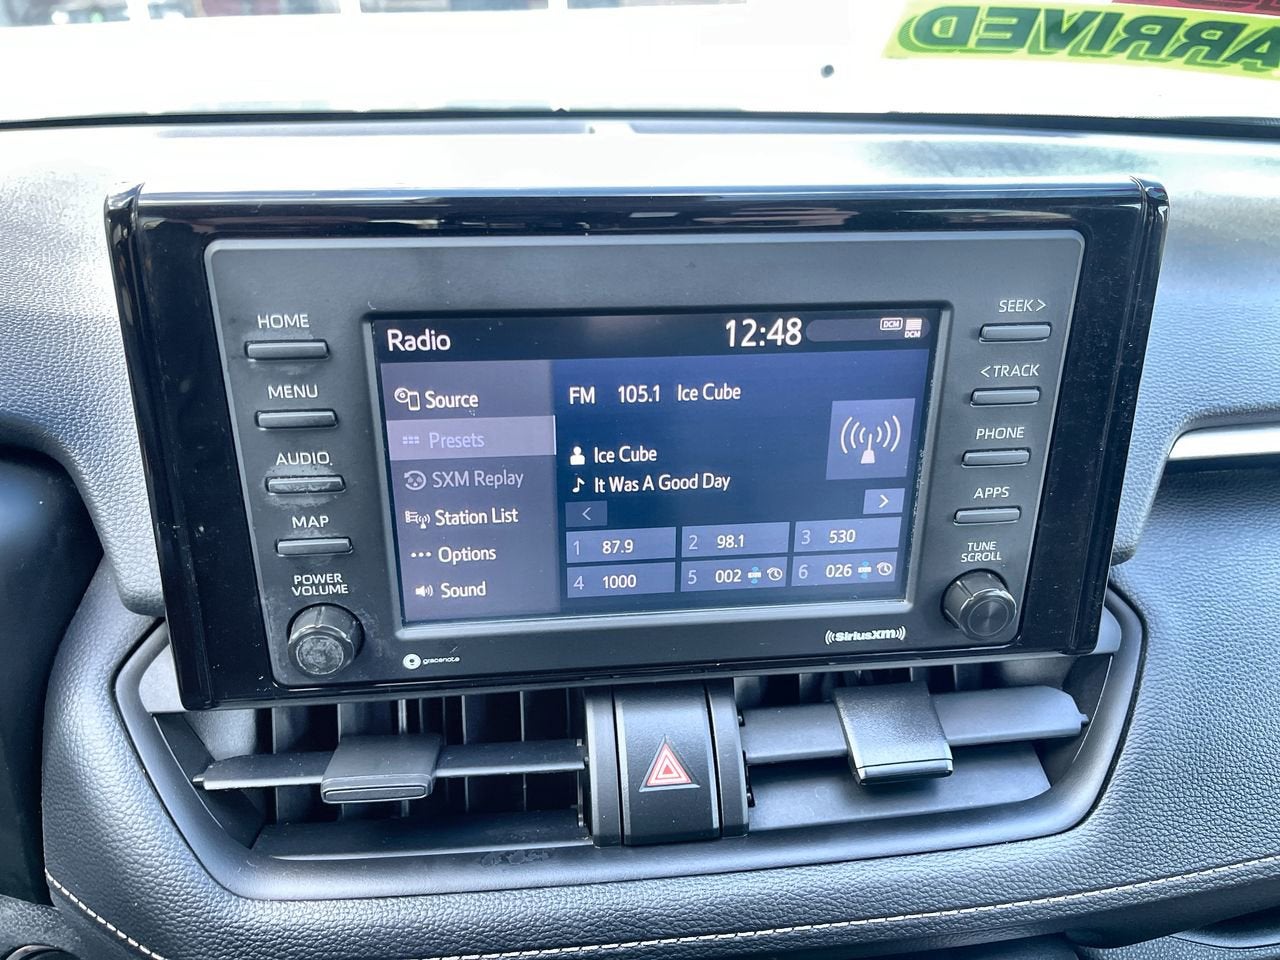 ARRIVED
HOME
MENU
AUDIO
MAP
POWER
VOLUME
Radio
12:48
DCM
DCM
Source
Presets
SXM Replay
Station List
Options
Sound
FM 105.1 Ice Cube
Ice Cube
It Was A Good Day
<
>
1 87.9
2 98.1
3 530
4 1000
5 002
6 026
SEEK >
< TRACK
PHONE
APPS
TUNE
SCROLL
gracenote
((SiriusXM))